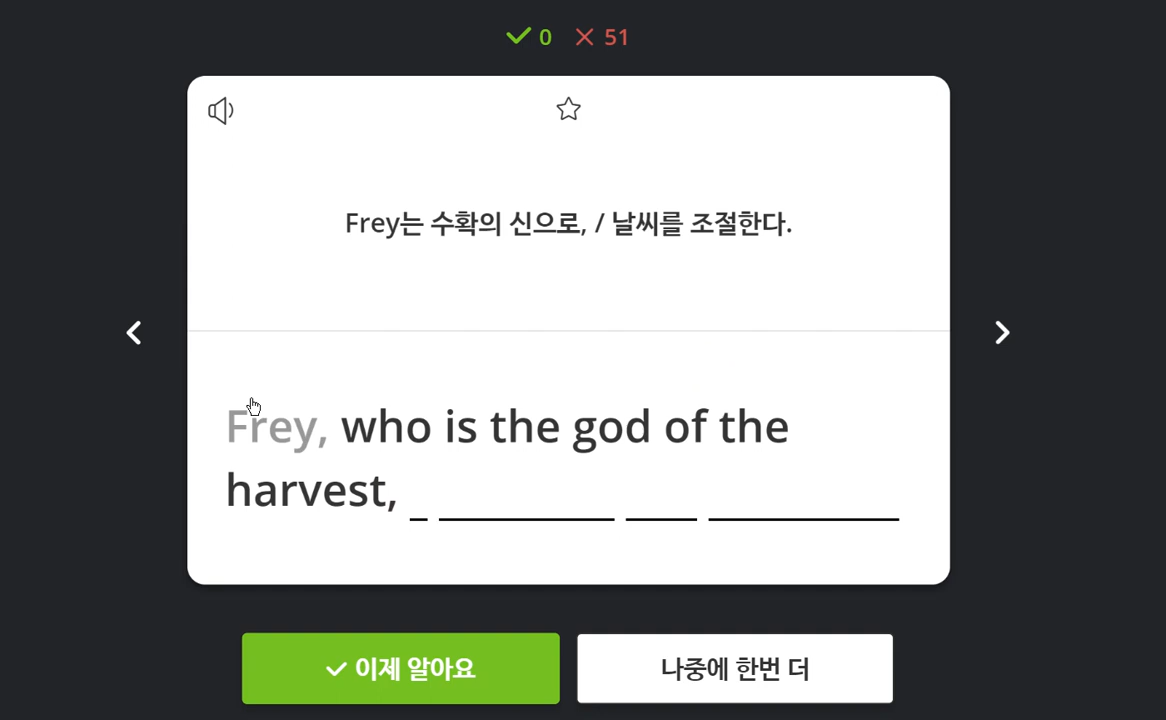 0 51
Frey는 수확의 신으로, / 날씨를 조절한다.
Frey, who is the god of the
harvest,
이제 알아요
나중에 한번 더